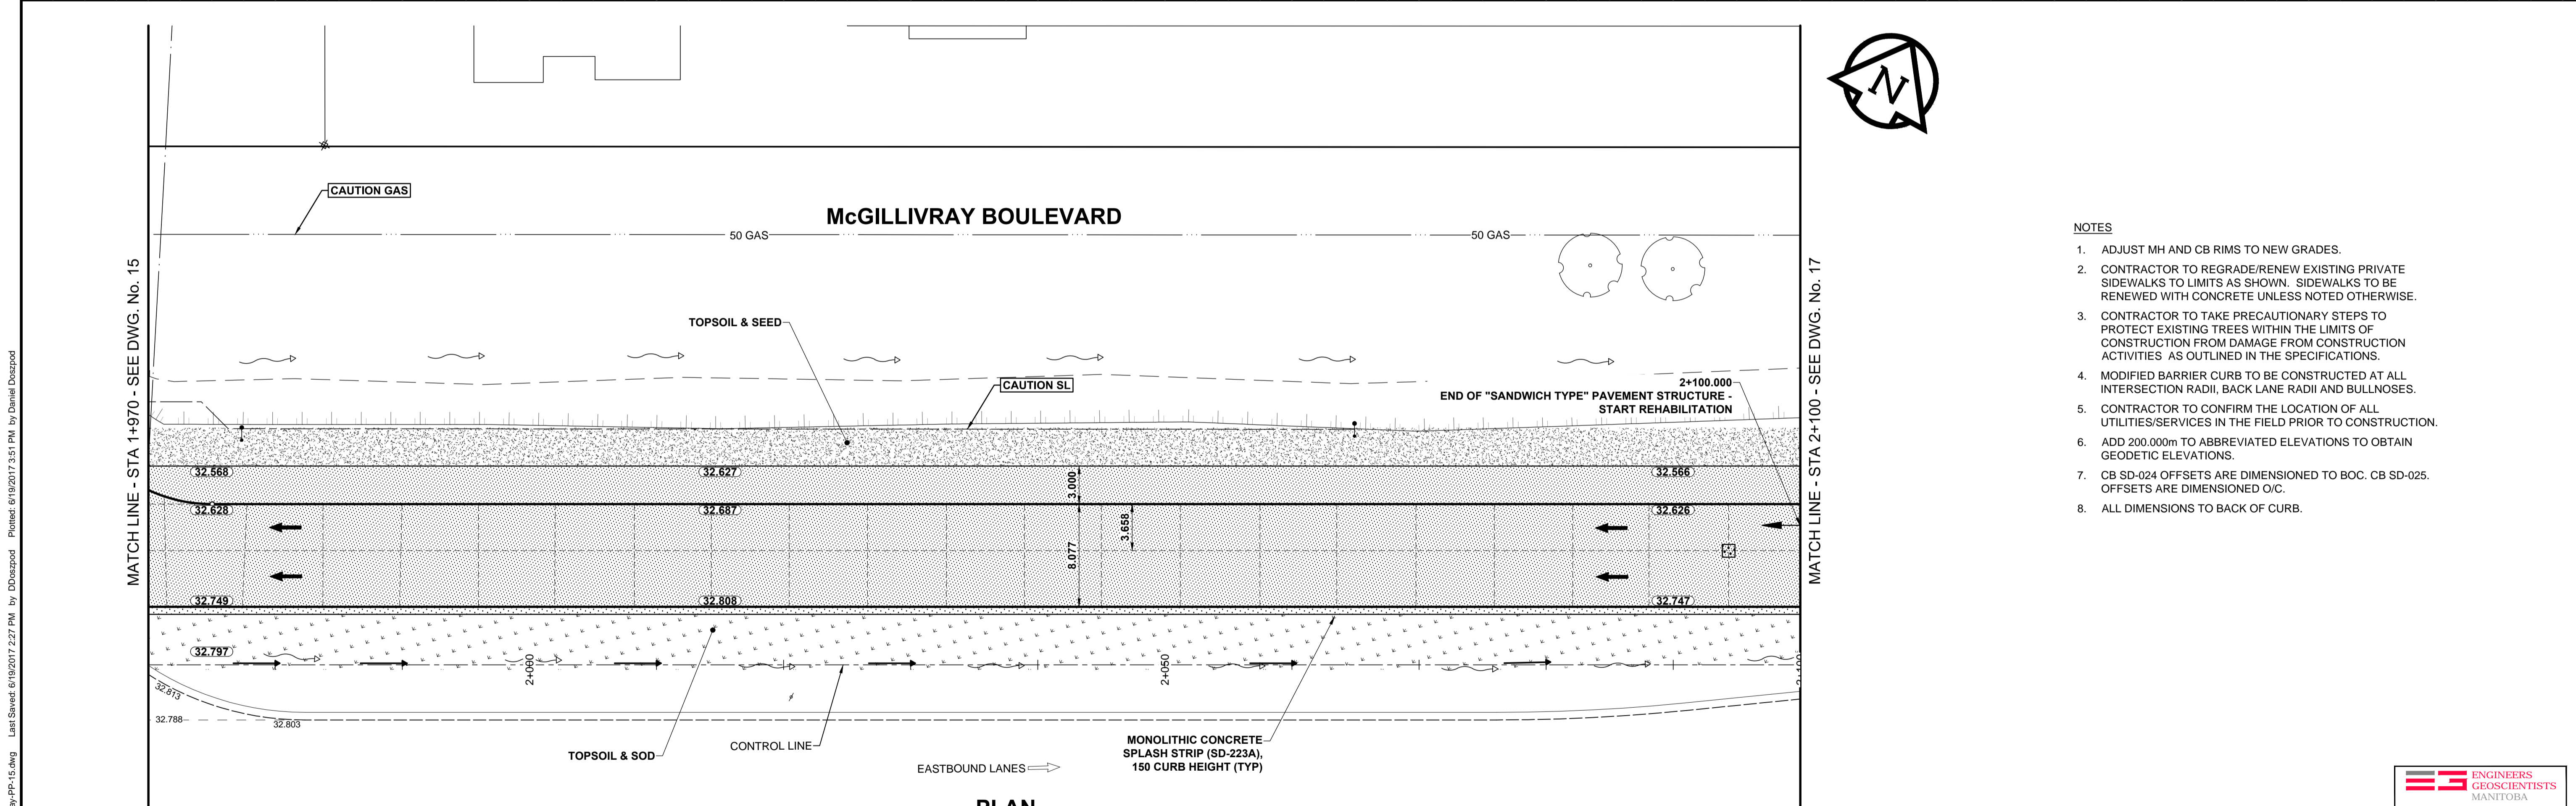 CAUTION GAS
McGILLIVRAY BOULEVARD
50 GAS
50 GAS
N
MATCH LINE - STA 1+970 - SEE DWG. No. 15
MATCH LINE - STA 2+100 - SEE DWG. No. 17
TOPSOIL & SEED
CAUTION SL
2+100.000
END OF "SANDWICH TYPE" PAVEMENT STRUCTURE -
START REHABILITATION
32.568
32.627
32.566
3.000
32.628
32.687
32.626
3.658
8.077
32.749
32.808
32.747
32.797
2+000
2+050
2+100
32.813
32.788
32.803
TOPSOIL & SOD
CONTROL LINE
EASTBOUND LANES
MONOLITHIC CONCRETE
SPLASH STRIP (SD-223A),
150 CURB HEIGHT (TYP)
PLAN
NOTES
1. ADJUST MH AND CB RIMS TO NEW GRADES.
2. CONTRACTOR TO REGRADE/RENEW EXISTING PRIVATE
SIDEWALKS TO LIMITS AS SHOWN. SIDEWALKS TO BE
RENEWED WITH CONCRETE UNLESS NOTED OTHERWISE.
3. CONTRACTOR TO TAKE PRECAUTIONARY STEPS TO
PROTECT EXISTING TREES WITHIN THE LIMITS OF
CONSTRUCTION FROM DAMAGE FROM CONSTRUCTION
ACTIVITIES AS OUTLINED IN THE SPECIFICATIONS.
4. MODIFIED BARRIER CURB TO BE CONSTRUCTED AT ALL
INTERSECTION RADII, BACK LANE RADII AND BULLNOSES.
5. CONTRACTOR TO CONFIRM THE LOCATION OF ALL
UTILITIES/SERVICES IN THE FIELD PRIOR TO CONSTRUCTION.
6. ADD 200.000m TO ABBREVIATED ELEVATIONS TO OBTAIN
GEODETIC ELEVATIONS.
7. CB SD-024 OFFSETS ARE DIMENSIONED TO BOC. CB SD-025.
OFFSETS ARE DIMENSIONED O/C.
8. ALL DIMENSIONS TO BACK OF CURB.
ENGINEERS
GEOSCIENTISTS
MANITOBA
ey-PP-15.dwg Last Saved: 6/19/2017 2:27 PM by DDoszpod Plotted: 6/19/2017 3:51 PM by Daniel Doszpod